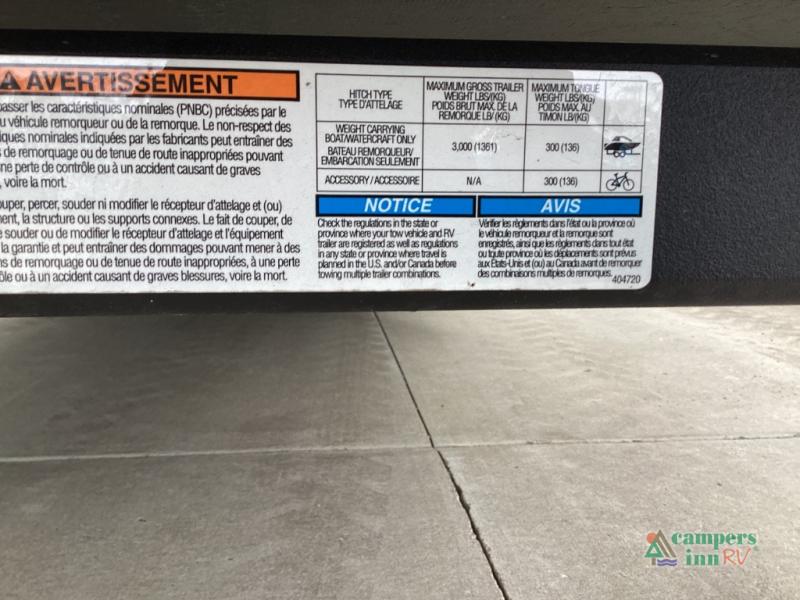 AVERTISSEMENT
passer les caractéristiques nominales (PNBC) précisées par le
u véhicule remorqueur ou de la remorque. Le non-respect des
iques nominales indiquées par les fabricants peut entraîner des
s de remorquage ou de tenue de route inappropriées pouvant
ne perte de contrôle ou à un accident causant de graves
, voire la mort.
ouper, percer, souder ni modifier le récepteur d'attelage et (ou)
ment, la structure ou les supports connexes. Le fait de couper, de
e souder ou de modifier le récepteur d'attelage et l'équipement
la garantie et peut entraîner des dommages pouvant mener à des
ns de remorquage ou de tenue de route inappropriées, à une perte
ôle ou à un accident causant de graves blessures, voire la mort.
HITCH TYPE
TYPE D'ATTELAGE
MAXIMUM GROSS TRAILER
WEIGHT LBS/(KG)
POIDS BRUT MAX. DE LA
REMORQUE LB/ (KG)
MAXIMUM TONGUE
WEIGHT LBS/(KG)
POIDS MAX. AU
TIMON LB/(KG)
WEIGHT CARRYING
BOAT/WATERCRAFT ONLY
BATEAU REMORQUEUR/
EMBARCATION SEULEMENT
3,000 (1361)
300 (136)
ACCESSORY / ACCESSOIRE
N/A
300 (136)
NOTICE
Check the regulations in the state or
province where your tow vehicle and RV
trailer are registered as well as regulations
in any state or province where travel is
planned in the U.S. and/or Canada before
towing multiple trailer combinations.
AVIS
Vérifier les règlements dans l'état ou la province où
le véhicule remorqueur et la remorque sont
enregistrés, ainsi que les règlements dans tout état
ou toute province où les déplacements sont prévus
aux États-Unis et (ou) au Canada avant de remorquer
des combinaisons multiples de remorques.
404720
campers
inn RV